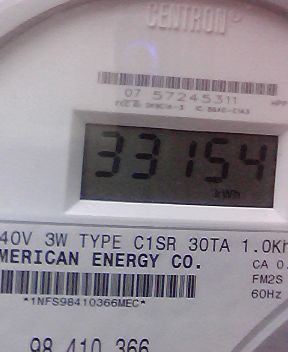 CENTRON
07 57245311
33154
kWh
40V 3W TYPE C1SR 30TA 1.0Kh
MERICAN ENERGY CO.
CA 0.
FM2S
*1NFS98410366MEC*
60Hz
98 410 366